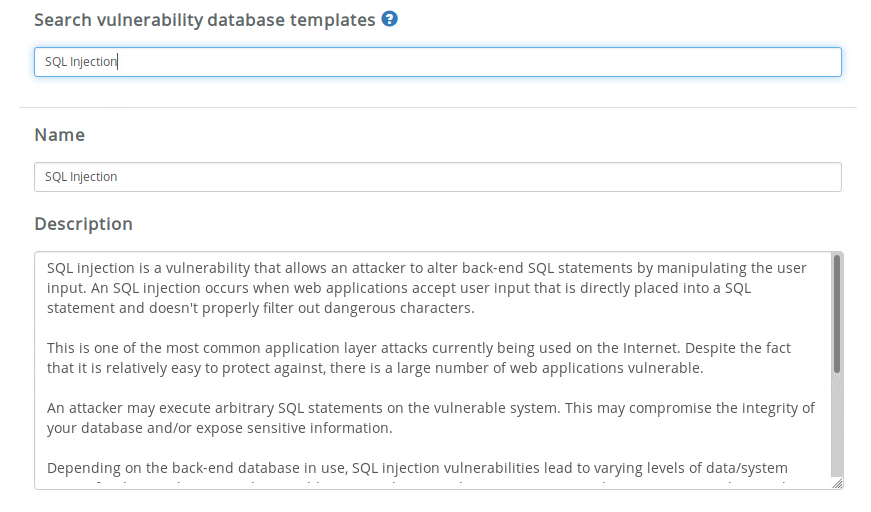 Search vulnerability database templates ?
SQL Injection
Name
SQL Injection
Description
SQL injection is a vulnerability that allows an attacker to alter back-end SQL statements by manipulating the user
input. An SQL injection occurs when web applications accept user input that is directly placed into a SQL
statement and doesn't properly filter out dangerous characters.
This is one of the most common application layer attacks currently being used on the Internet. Despite the fact
that it is relatively easy to protect against, there is a large number of web applications vulnerable.
An attacker may execute arbitrary SQL statements on the vulnerable system. This may compromise the integrity of
your database and/or expose sensitive information.
Depending on the back-end database in use, SQL injection vulnerabilities lead to varying levels of data/system